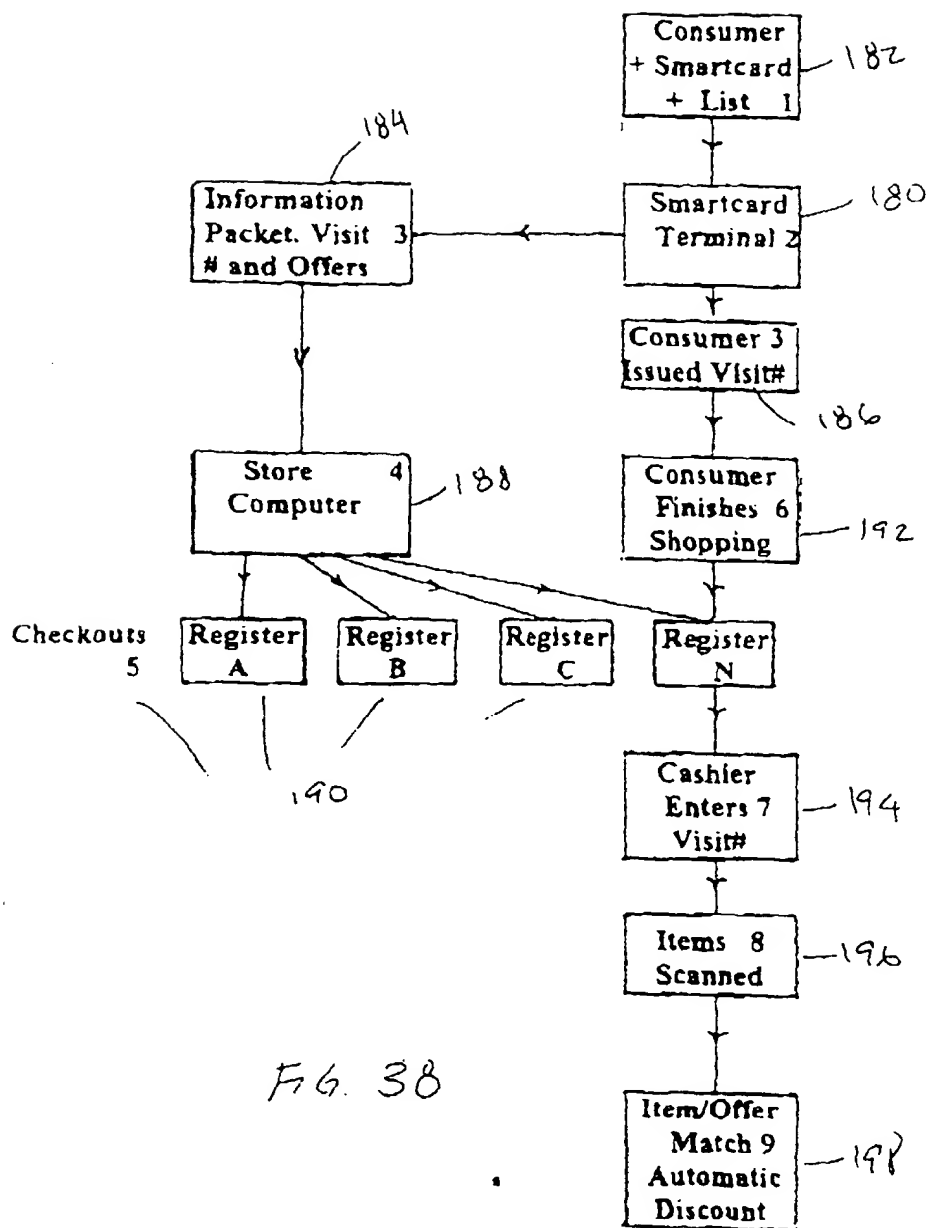 Consumer
+ Smartcard
+ List 1
182
184
Information
Packet. Visit 3
# and Offers
Smartcard
Terminal 2
180
Consumer 3
Issued Visit#
186
Store 4
Computer
188
Consumer
Finishes 6
Shopping
192
Checkouts
5
Register
A
Register
B
Register
C
Register
N
190
Cashier
Enters 7
Visit#
194
Items 8
Scanned
196
FIG. 38
Item/Offer
Match 9
Automatic
Discount
198